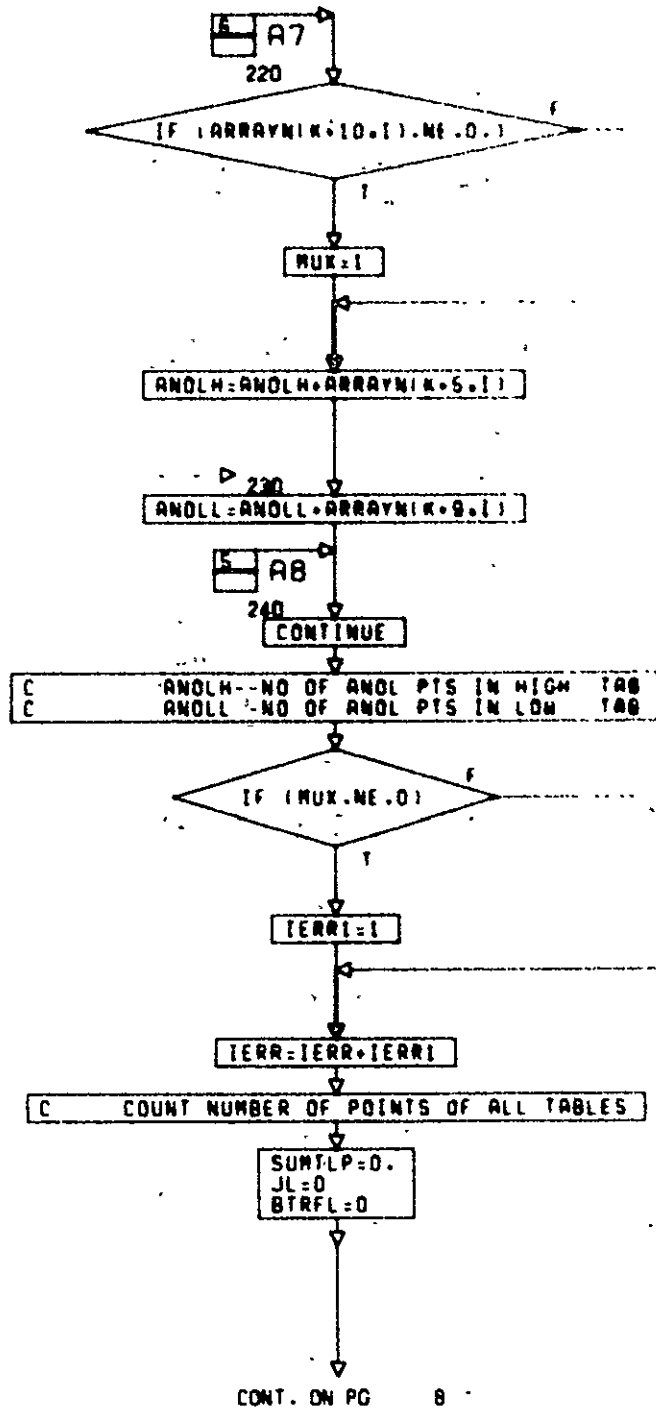 6 A7
220
IF (ARRAYN(K+10,I).NE.0.)
F
T
MUX=1
ANOLH=ANOLH+ARRAYN(K+5,I)
230
ANOLL=ANOLL+ARRAYN(K+9,I)
5 A8
240
CONTINUE
C ANOLH--NO OF ANOL PTS IN HIGH TAB
C ANOLL -NO OF ANOL PTS IN LOW TAB
IF (MUX.NE.0)
F
T
IERR1=1
IERR=IERR+IERR1
C COUNT NUMBER OF POINTS OF ALL TABLES
SUMTLP=0.
JL=0
BTRFL=0
CONT. ON PG 8